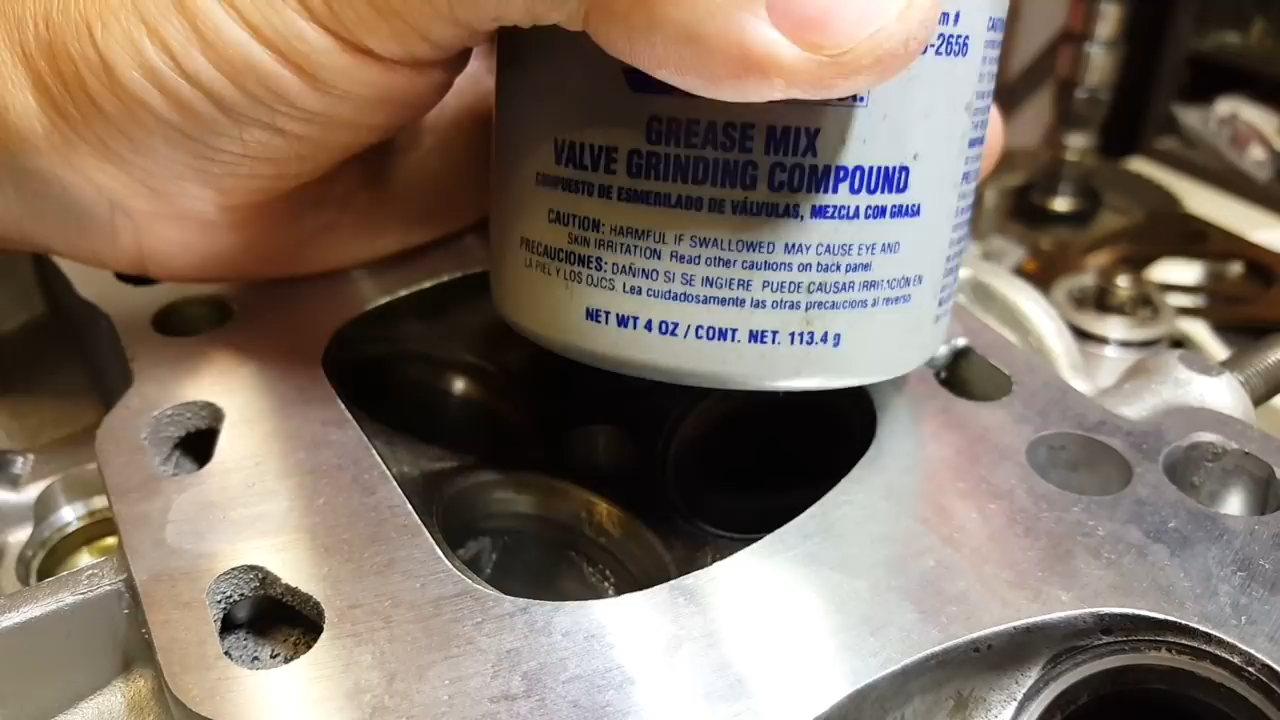 m #
-2656
GREASE MIX
VALVE GRINDING COMPOUND
COMPUESTO DE ESMERILADO DE VÁLVULAS, MEZCLA CON GRASA
CAUTION: HARMFUL IF SWALLOWED. MAY CAUSE EYE AND
SKIN IRRITATION. Read other cautions on back panel.
PRECAUCIONES: DAÑINO SI SE INGIERE. PUEDE CAUSAR IRRITACIÓN EN
LA PIEL Y LOS OJOS. Lea cuidadosamente las otras precaucions al reverso
NET WT 4 OZ / CONT. NET. 113.4 g